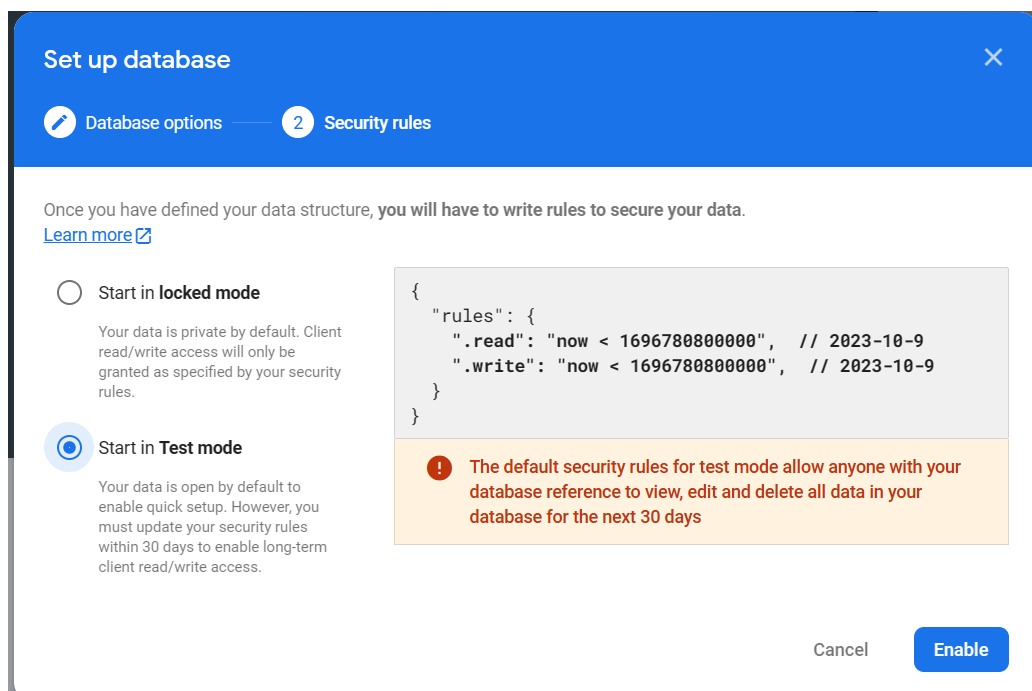 Set up database
Database options
2 Security rules
Once you have defined your data structure, you will have to write rules to secure your data.
Learn more
Start in locked mode
Your data is private by default. Client
read/write access will only be
granted as specified by your security
rules.
Start in Test mode
Your data is open by default to
enable quick setup. However, you
must update your security rules
within 30 days to enable long-term
client read/write access.
{
"rules": {
".read": "now < 1696780800000", // 2023-10-9
".write": "now < 1696780800000", // 2023-10-9
}
}
The default security rules for test mode allow anyone with your
database reference to view, edit and delete all data in your
database for the next 30 days
Cancel
Enable